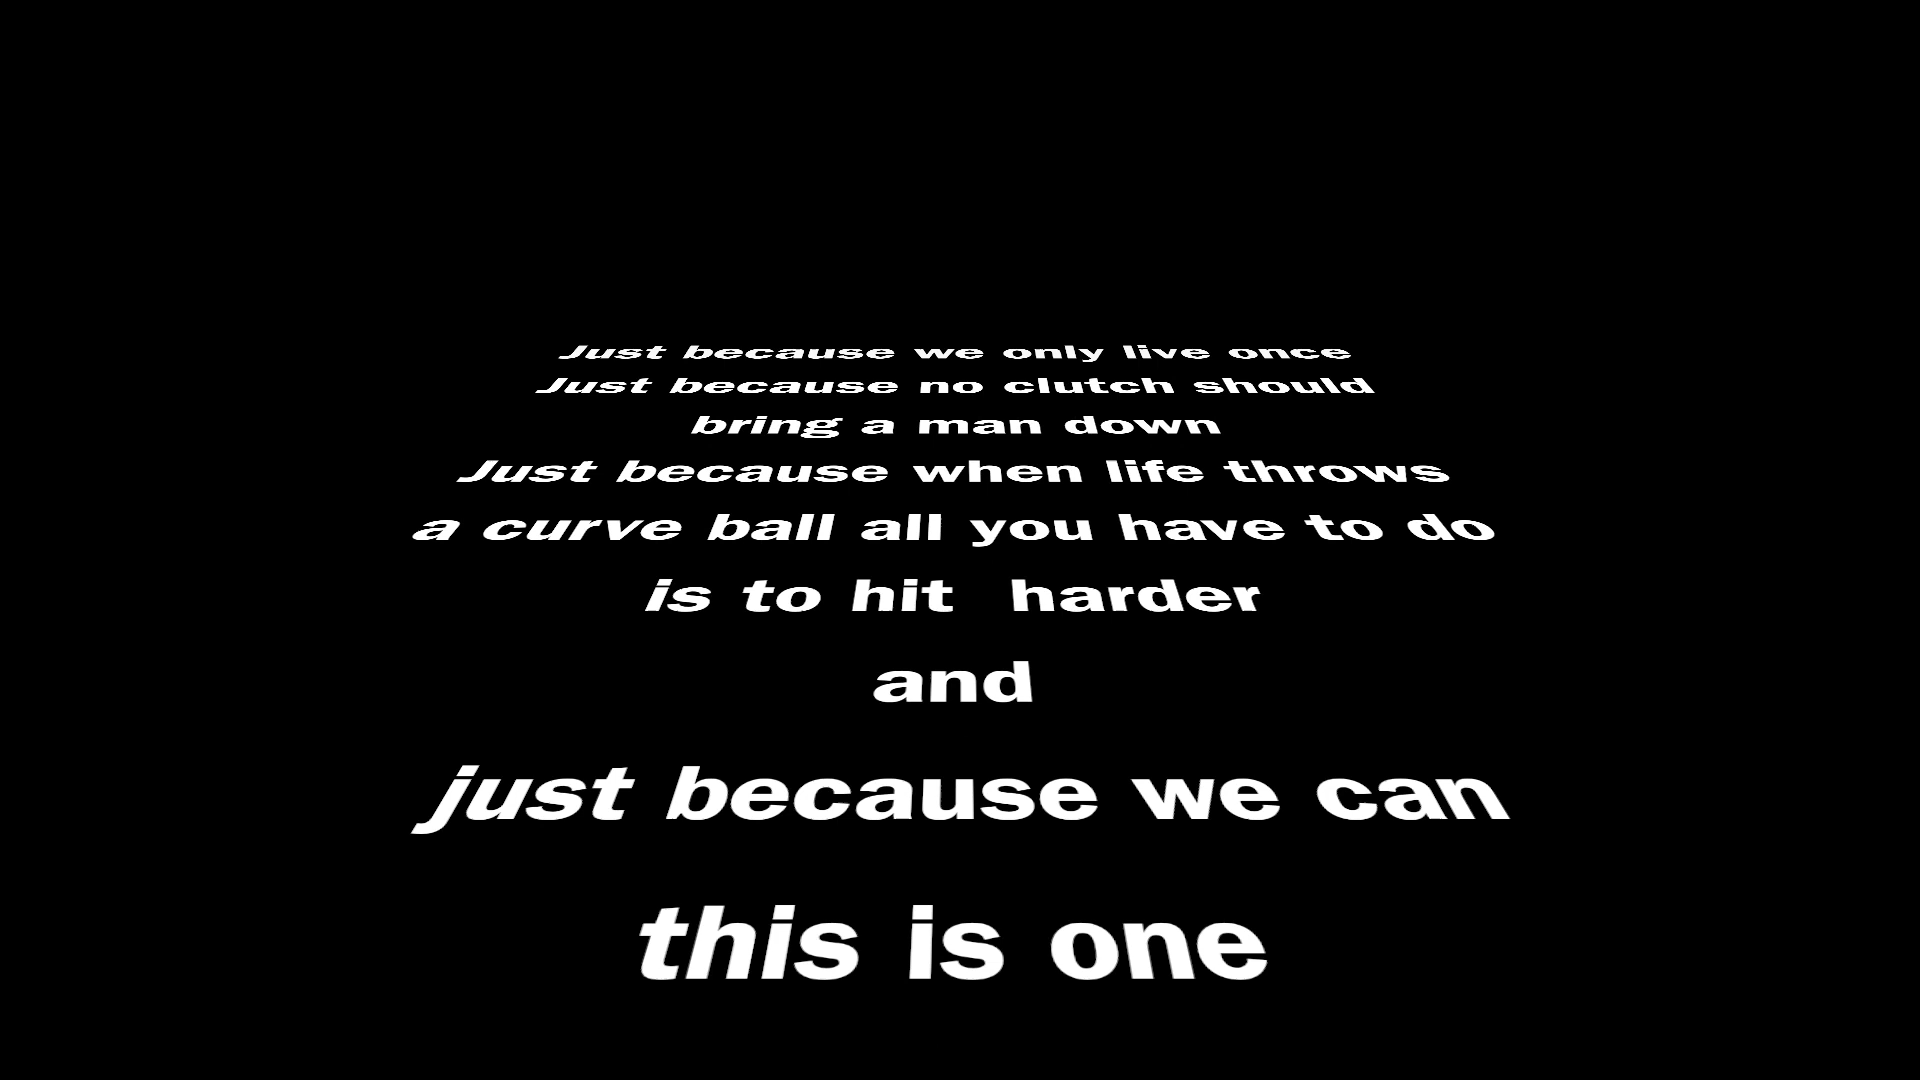 Just because we only live once
Just because no clutch should
bring a man down
Just because when life throws
a curve ball all you have to do
is to hit  harder
and
just because we can
this is one